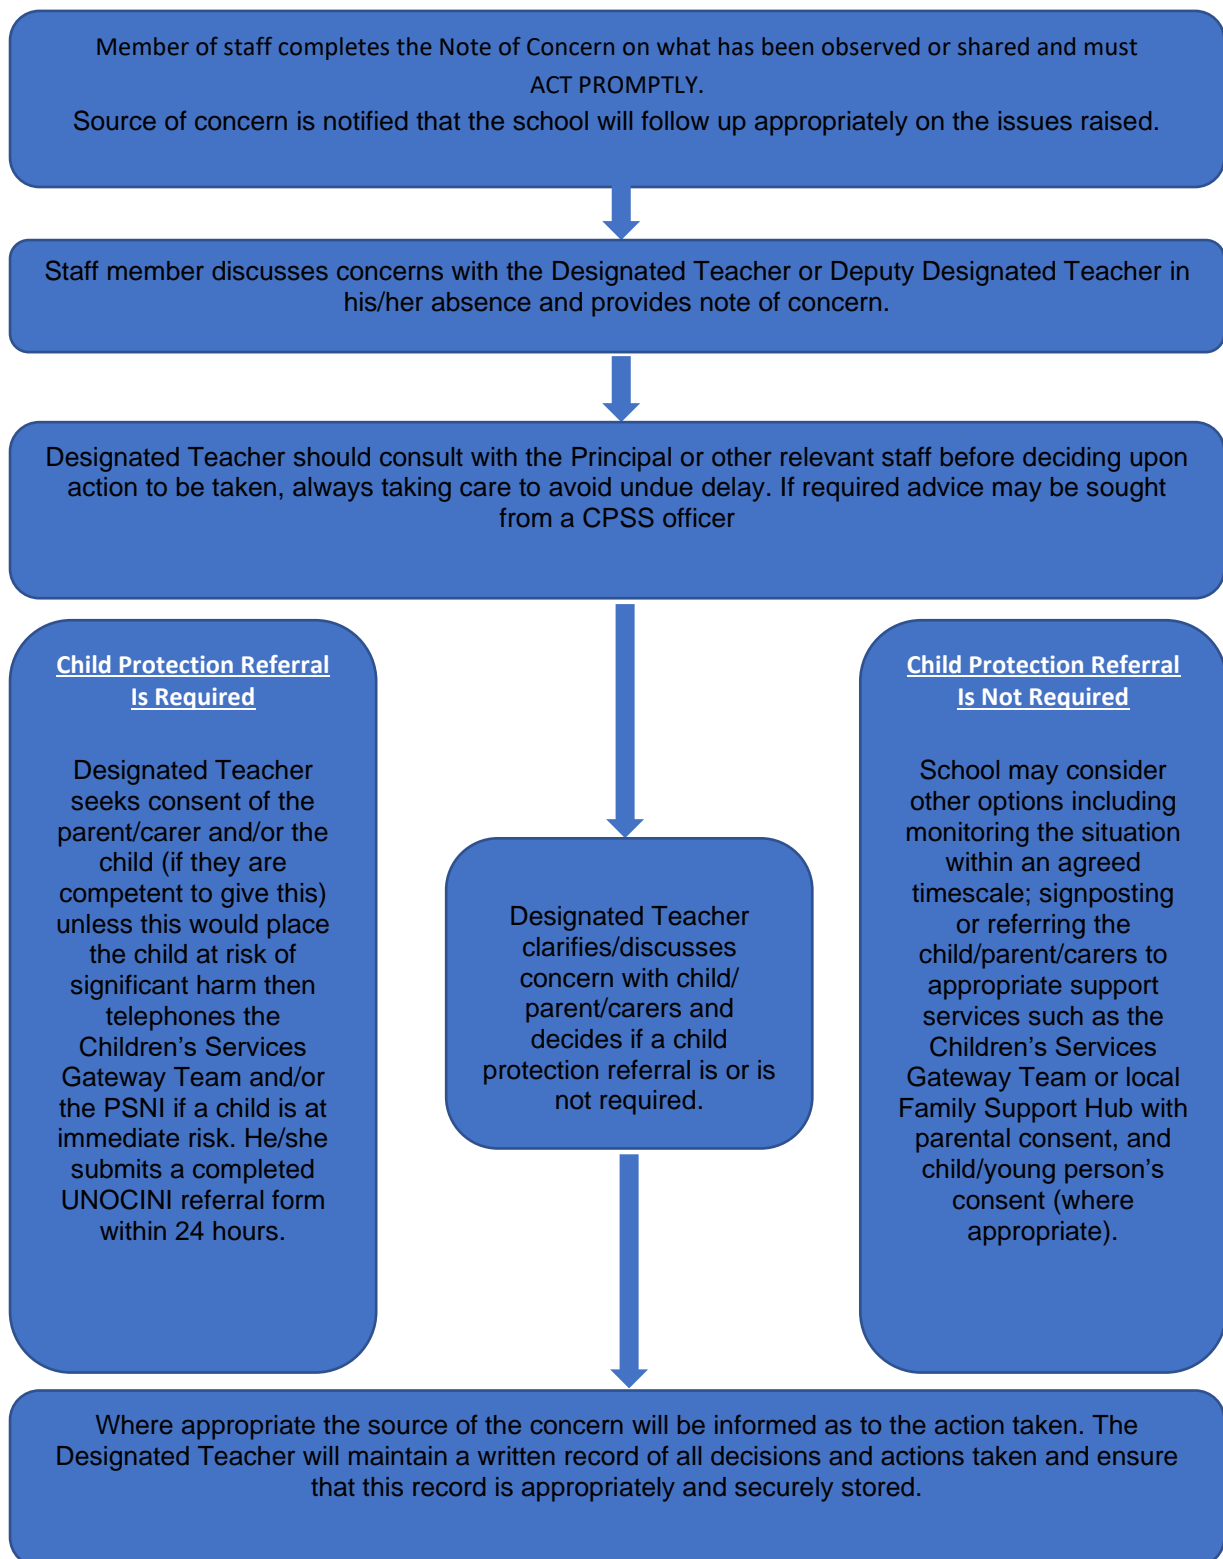 Member of staff completes the Note of Concern on what has been observed or shared and must
ACT PROMPTLY.
Source of concern is notified that the school will follow up appropriately on the issues raised.
Staff member discusses concerns with the Designated Teacher or Deputy Designated Teacher in
his/her absence and provides note of concern.
Designated Teacher should consult with the Principal or other relevant staff before deciding upon
action to be taken, always taking care to avoid undue delay. If required advice may be sought
from a CPSS officer
Child Protection Referral
Is Required
Designated Teacher
seeks consent of the
parent/carer and/or the
child (if they are
competent to give this)
unless this would place
the child at risk of
significant harm then
telephones the
Children’s Services
Gateway Team and/or
the PSNI if a child is at
immediate risk. He/she
submits a completed
UNOCINI referral form
within 24 hours.
Designated Teacher
clarifies/discusses
concern with child/
parent/carers and
decides if a child
protection referral is or is
not required.
Child Protection Referral
Is Not Required
School may consider
other options including
monitoring the situation
within an agreed
timescale; signposting
or referring the
child/parent/carers to
appropriate support
services such as the
Children’s Services
Gateway Team or local
Family Support Hub with
parental consent, and
child/young person’s
consent (where
appropriate).
Where appropriate the source of the concern will be informed as to the action taken. The
Designated Teacher will maintain a written record of all decisions and actions taken and ensure
that this record is appropriately and securely stored.